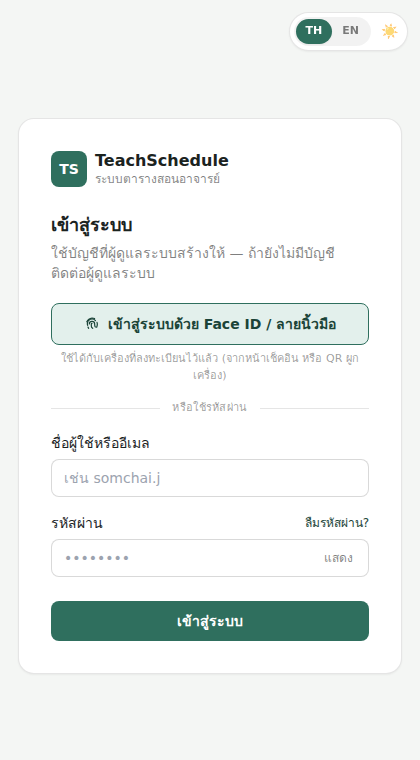 TH EN
TS TeachSchedule
ระบบตารางสอนอาจารย์
เข้าสู่ระบบ
ใช้บัญชีที่ผู้ดูแลระบบสร้างให้ — ถ้ายังไม่มีบัญชี
ติดต่อผู้ดูแลระบบ
เข้าสู่ระบบด้วย Face ID / ลายนิ้วมือ
ใช้ได้กับเครื่องที่ลงทะเบียนไว้แล้ว (จากหน้าเช็คอิน หรือ QR ผูก
เครื่อง)
หรือใช้รหัสผ่าน
ชื่อผู้ใช้หรืออีเมล
เช่น somchai.j
รหัสผ่าน ลืมรหัสผ่าน?
•••••••• แสดง
เข้าสู่ระบบ